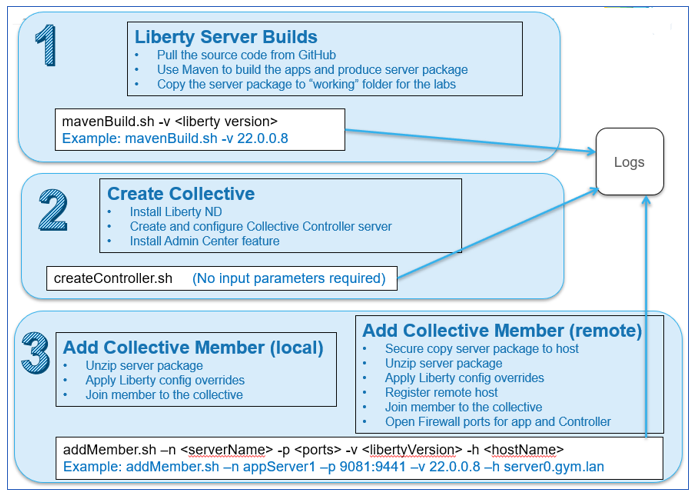 1
Liberty Server Builds
• Pull the source code from GitHub
• Use Maven to build the apps and produce server package
• Copy the server package to "working" folder for the labs
mavenBuild.sh -v <liberty version>
Example: mavenBuild.sh -v 22.0.0.8
Logs
2
Create Collective
• Install Liberty ND
• Create and configure Collective Controller server
• Install Admin Center feature
createController.sh (No input parameters required)
3
Add Collective Member (local)
• Unzip server package
• Apply Liberty config overrides
• Join member to the collective
Add Collective Member (remote)
• Secure copy server package to host
• Unzip server package
• Apply Liberty config overrides
• Register remote host
• Join member to the collective
• Open Firewall ports for app and Controller
addMember.sh –n <serverName> -p <ports> -v <libertyVersion> -h <hostName>
Example: addMember.sh –n appServer1 –p 9081:9441 –v 22.0.0.8 –h server0.gym.lan